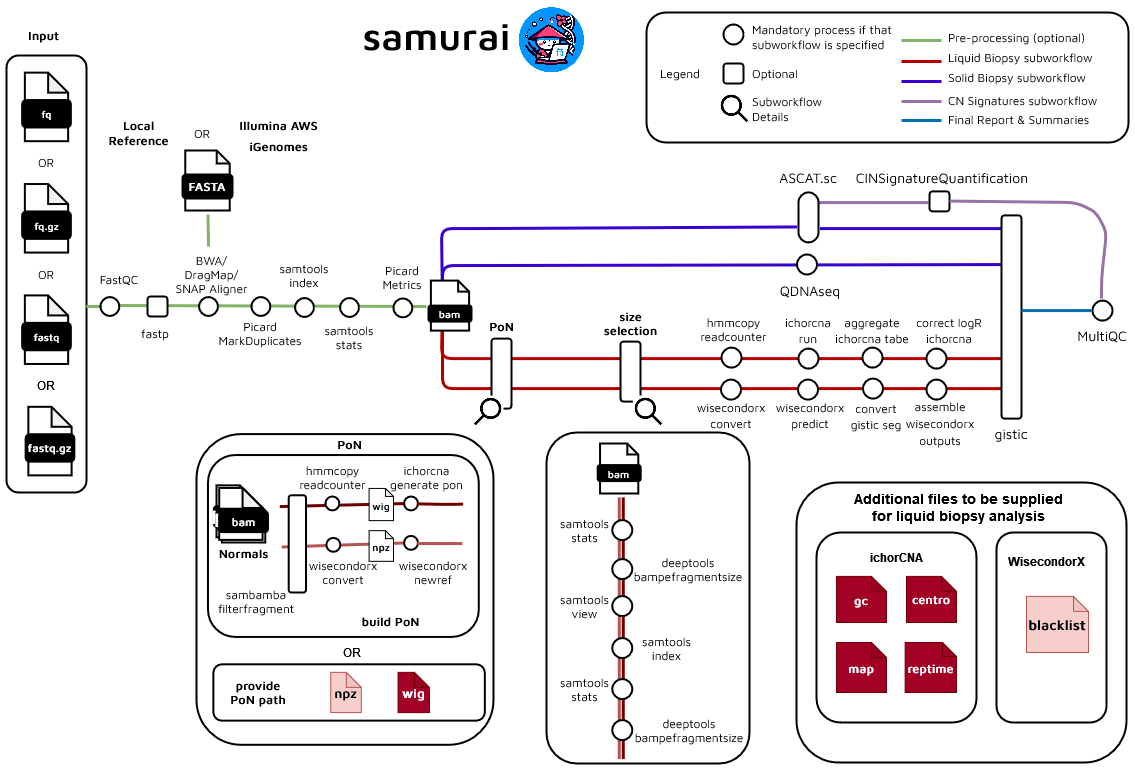 samurai
Input
fq
OR
fq.gz
OR
fastq
OR
fastq.gz
Local
Reference
OR
Illumina AWS
iGenomes
FASTA
Legend
Mandatory process if that
subworkflow is specified
Optional
Subworkflow
Details
Pre-processing (optional)
Liquid Biopsy subworkflow
Solid Biopsy subworkflow
CN Signatures subworkflow
Final Report & Summaries
FastQC
fastp
BWA/
DragMap/
SNAP Aligner
Picard
MarkDuplicates
samtools
index
samtools
stats
Picard
Metrics
bam
ASCAT.sc
CINSignatureQuantification
QDNAseq
PoN
size
selection
hmmcopy
readcounter
ichorcna
run
aggregate
ichorcna tabe
correct logR
ichorcna
wisecondorx
convert
wisecondorx
predict
convert
gistic seg
assemble
wisecondorx
outputs
gistic
MultiQC
PoN
bam
Normals
hmmcopy
readcounter
wig
ichorcna
generate pon
npz
wisecondorx
convert
wisecondorx
newref
sambamba
filterfragment
build PoN
OR
provide
PoN path
npz
wig
bam
samtools
stats
deeptools
bampefragmentsize
samtools
view
samtools
index
samtools
stats
deeptools
bampefragmentsize
Additional files to be supplied
for liquid biopsy analysis
ichorCNA
gc
centro
map
reptime
WisecondorX
blacklist